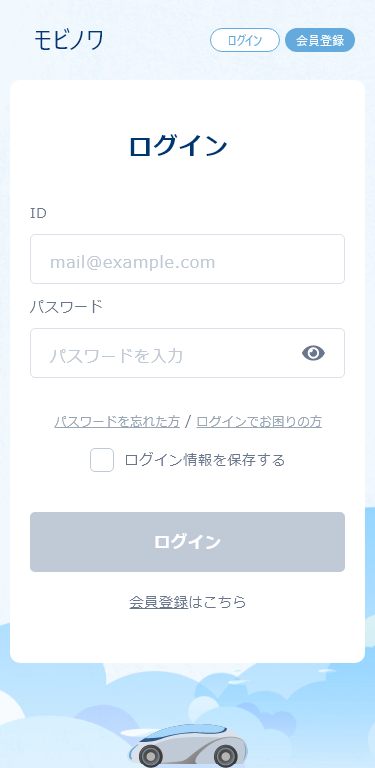 モビノワ
ログイン 会員登録
ログイン
ID
mail@example.com
パスワード
パスワードを入力
パスワードを忘れた方 / ログインでお困りの方
ログイン情報を保存する
ログイン
会員登録はこちら